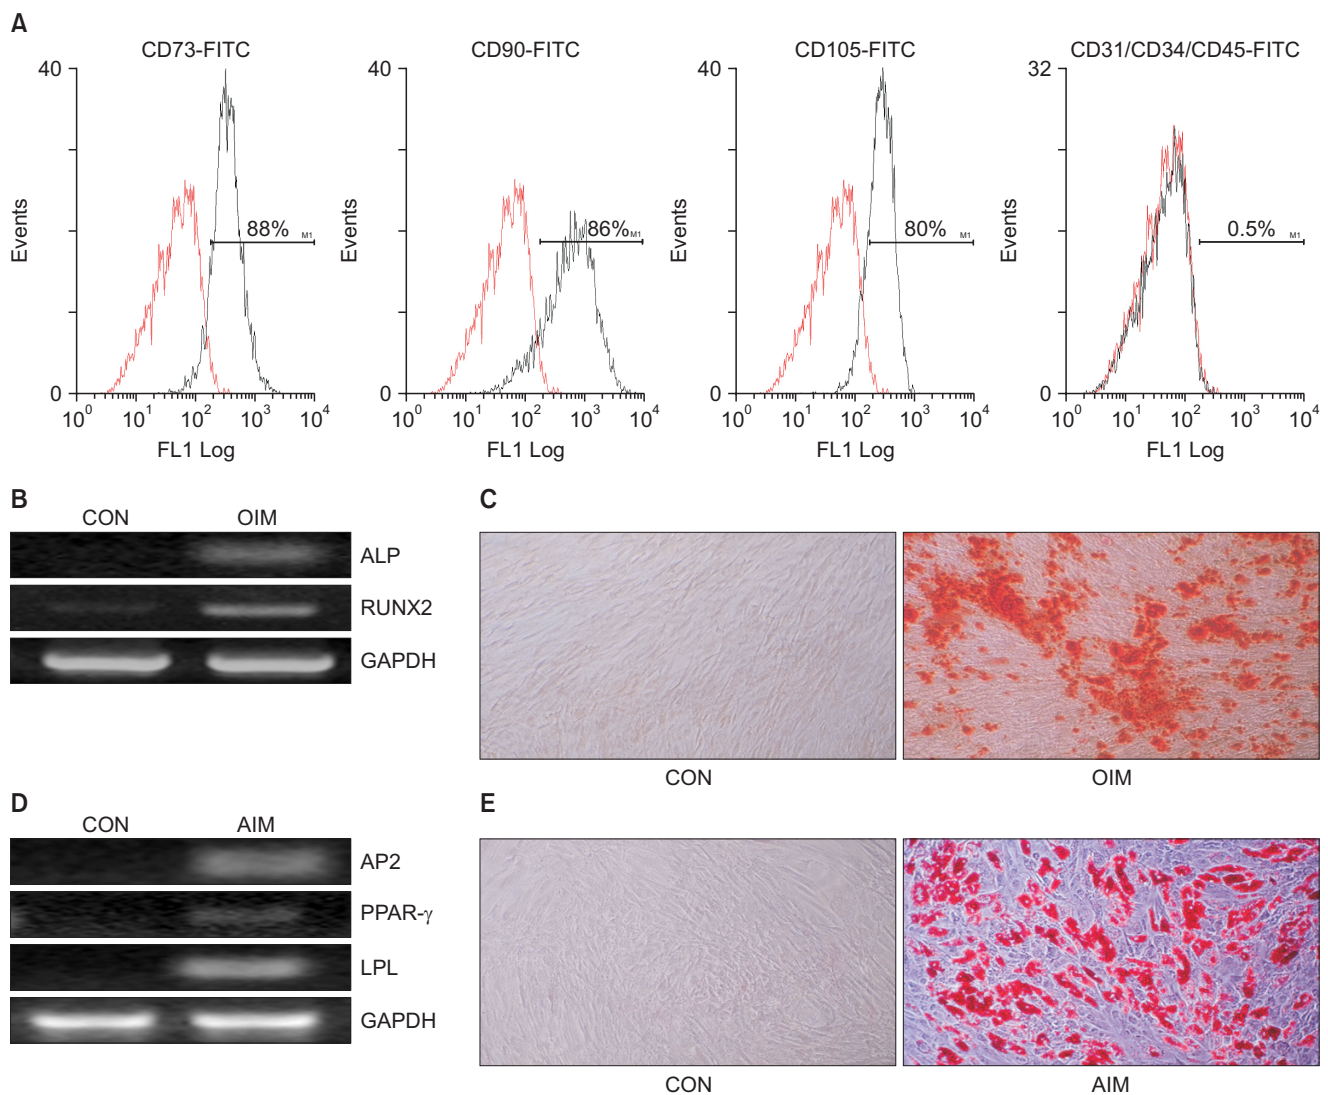 A
CD73-FITC
CD90-FITC
CD105-FITC
CD31/CD34/CD45-FITC
40
40
40
32
Events
Events
Events
Events
88% M1
86% M1
80% M1
0.5% M1
0
0
0
0
10⁰ 10¹ 10² 10³ 10⁴
10⁰ 10¹ 10² 10³ 10⁴
10⁰ 10¹ 10² 10³ 10⁴
10⁰ 10¹ 10² 10³ 10⁴
FL1 Log
FL1 Log
FL1 Log
FL1 Log
B
CON OIM
ALP
RUNX2
GAPDH
C
CON
OIM
D
CON AIM
AP2
PPAR-γ
LPL
GAPDH
E
CON
AIM